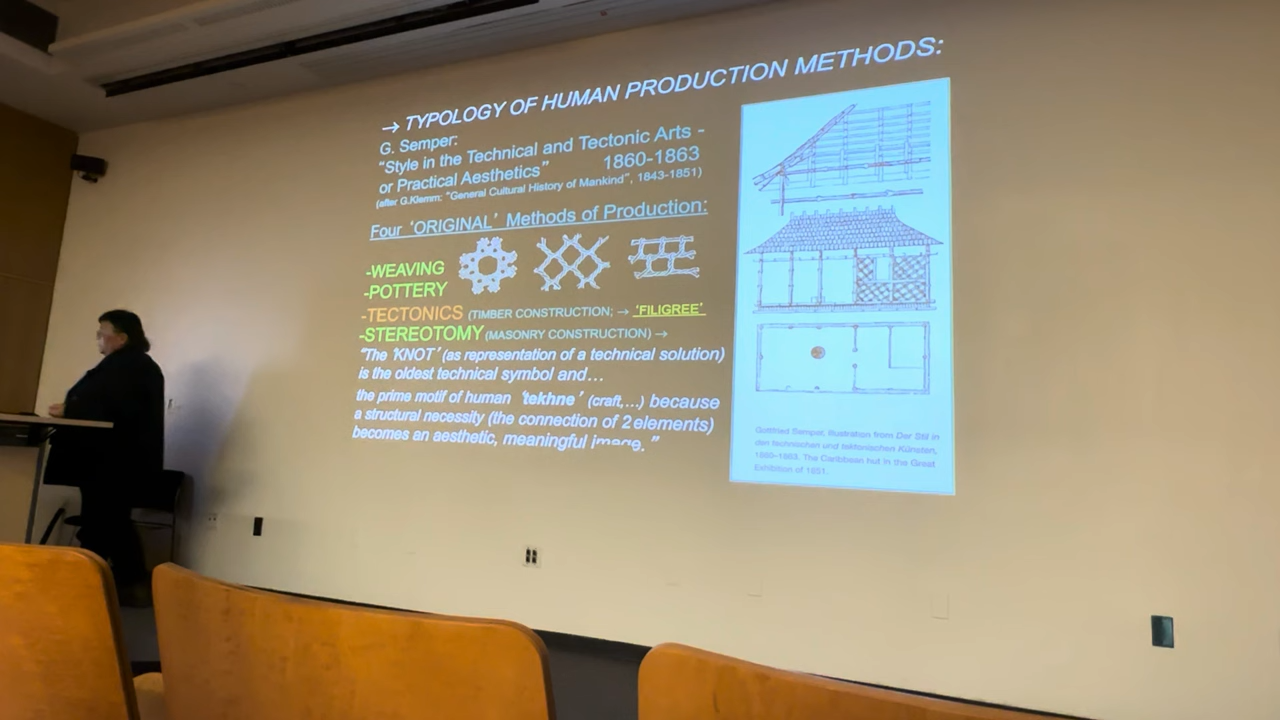 → TYPOLOGY OF HUMAN PRODUCTION METHODS:
G. Semper:
“Style in the Technical and Tectonic Arts -
or Practical Aesthetics” 1860-1863
(after G.Klemm: “General Cultural History of Mankind”, 1843-1851)
Four ‘ORIGINAL’ Methods of Production:
-WEAVING
-POTTERY
-TECTONICS (TIMBER CONSTRUCTION; → ‘FILIGREE’
-STEREOTOMY (MASONRY CONSTRUCTION) →
“The ‘KNOT’ (as representation of a technical solution)
is the oldest technical symbol and…
the prime motif of human ‘tekhne’ (craft,…) because
a structural necessity (the connection of 2 elements)
becomes an aesthetic, meaningful image.”
Gottfried Semper, illustration from Der Stil in
den technischen und tektonischen Künsten,
1860–1863. The Caribbean hut in the Great
Exhibition of 1851.